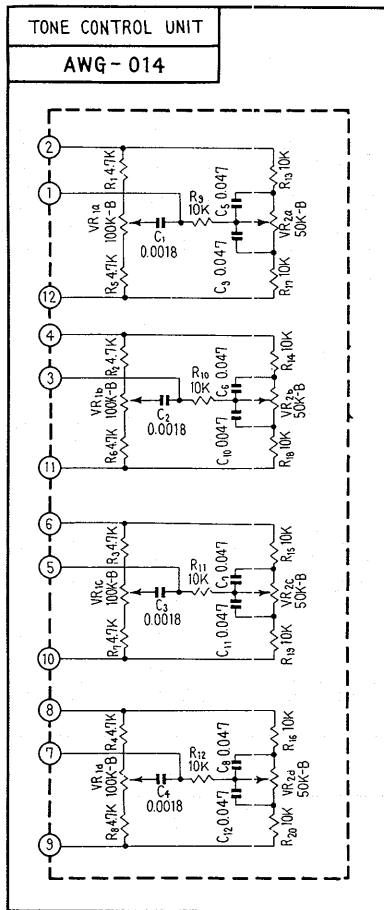 TONE CONTROL UNIT
AWG-014
2
1
12
R1 4.7K
VR1a
100K-B
R5 4.7K
C1
0.0018
R9
10K
C5 0.047
C9 0.047
R13 10K
VR2a
50K-B
R17 10K
4
3
11
R2 4.7K
VR1b
100K-B
R6 4.7K
C2
0.0018
R10
10K
C6 0.047
C10 0.047
R14 10K
VR2b
50K-B
R18 10K
6
5
10
R3 4.7K
VR1c
100K-B
R7 4.7K
C3
0.0018
R11
10K
C7 0.047
C11 0.047
R15 10K
VR2c
50K-B
R19 10K
8
7
9
R4 4.7K
VR1d
100K-B
R8 4.7K
C4
0.0018
R12
10K
C8 0.047
C12 0.047
R16 10K
VR2d
50K-B
R20 10K